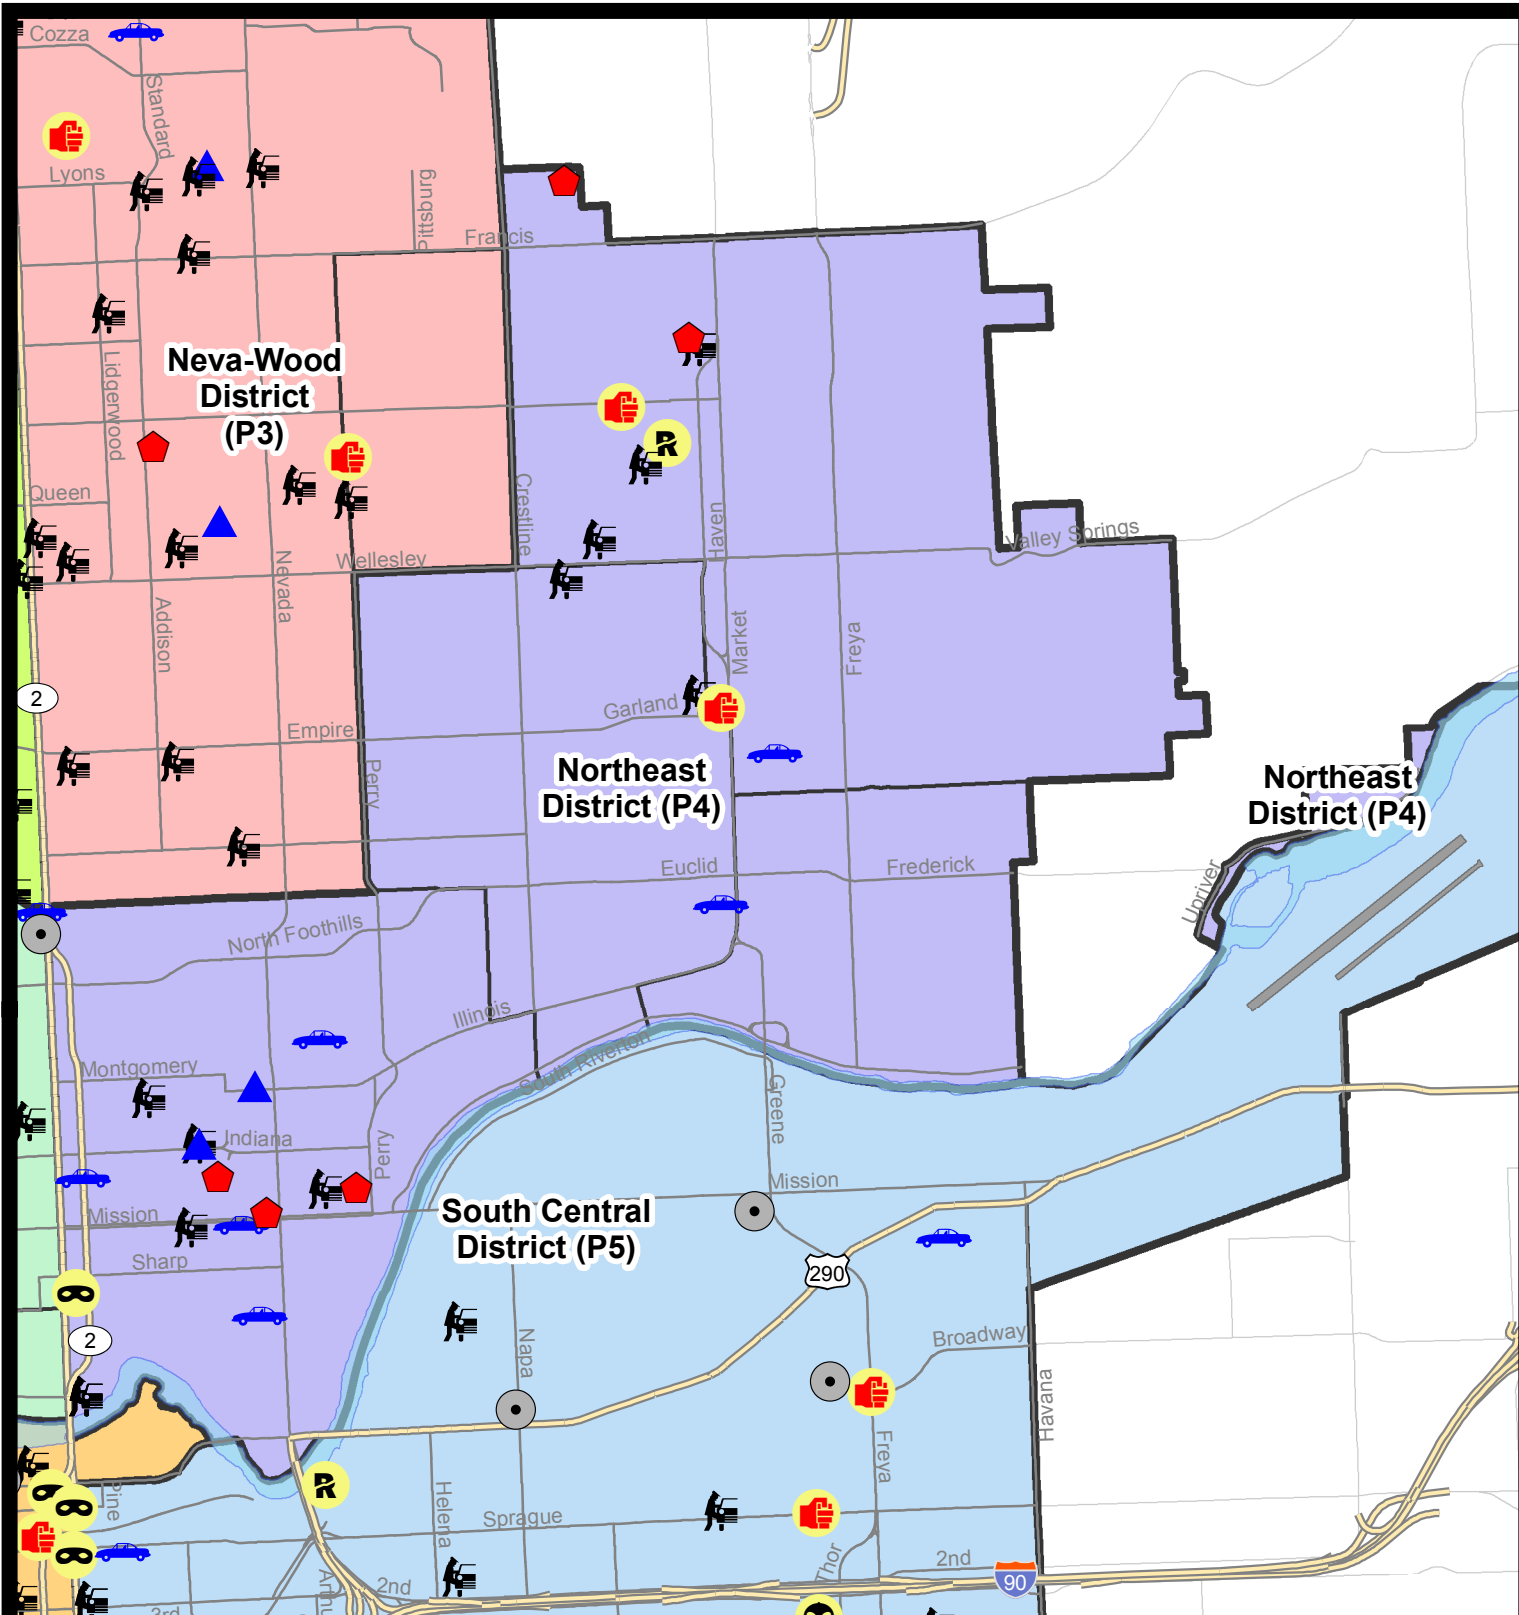 Cozza
Standard
Lyons
Pittsburg
Francis
Neva-Wood
District
(P3)
Lidgerwood
Queen
Crestline
Haven
Valley Springs
Wellesley
Nevada
Addison
Market
Freya
2
Garland
Empire
Perry
Northeast
District (P4)
Northeast
District (P4)
Euclid
Frederick
Upriver
North Foothills
Illinois
South Riverton
Montgomery
Greene
Indiana
Perry
Mission
Mission
South Central
District (P5)
Sharp
290
2
Napa
Broadway
Havana
R
R
Freya
Pine
Helena
Sprague
Thor
2nd
2nd
90
3rd